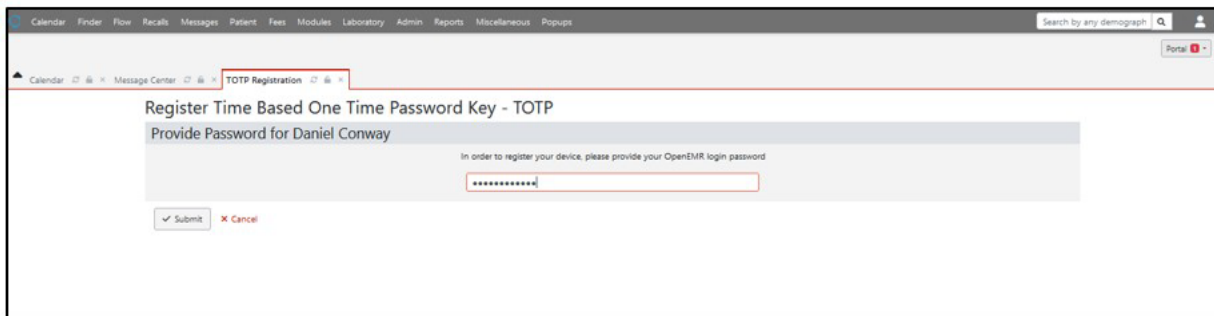 Calendar Finder Flow Recalls Messages Patient Fees Modules Laboratory Admin Reports Miscellaneous Popups Search by any demograph
Portal 1
Calendar Message Center TOTP Registration
Register Time Based One Time Password Key - TOTP
Provide Password for Daniel Conway
In order to register your device, please provide your OpenEMR login password
••••••••••••
Submit Cancel